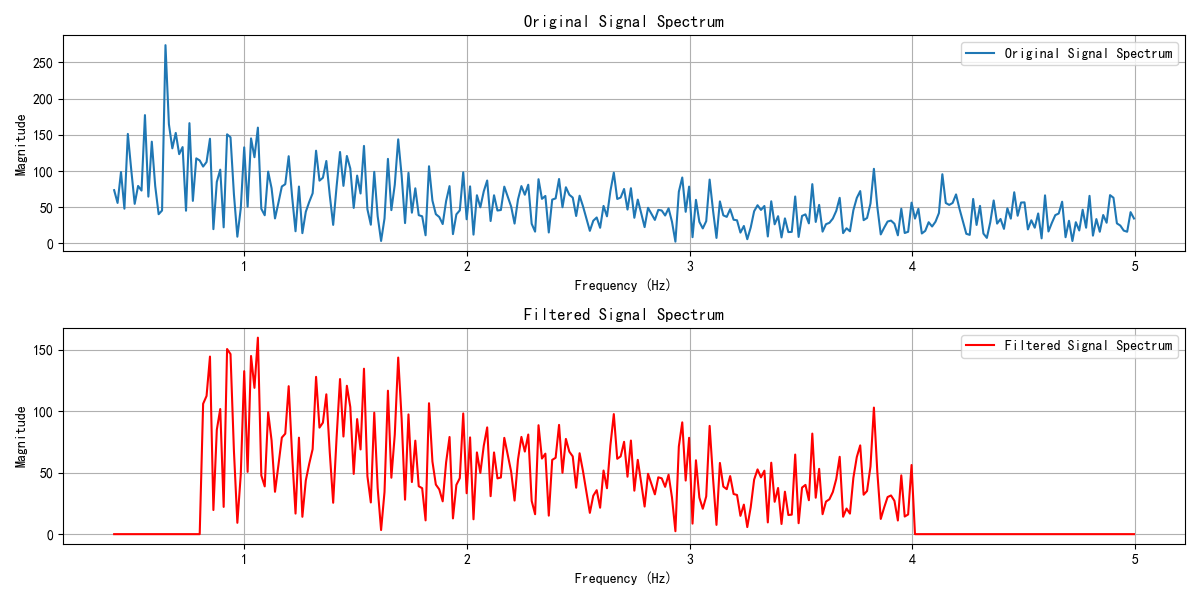 Original Signal Spectrum
Original Signal Spectrum
250
200
150
100
50
0
Magnitude
1 2 3 4 5
Frequency (Hz)
Filtered Signal Spectrum
Filtered Signal Spectrum
150
100
50
0
Magnitude
1 2 3 4 5
Frequency (Hz)